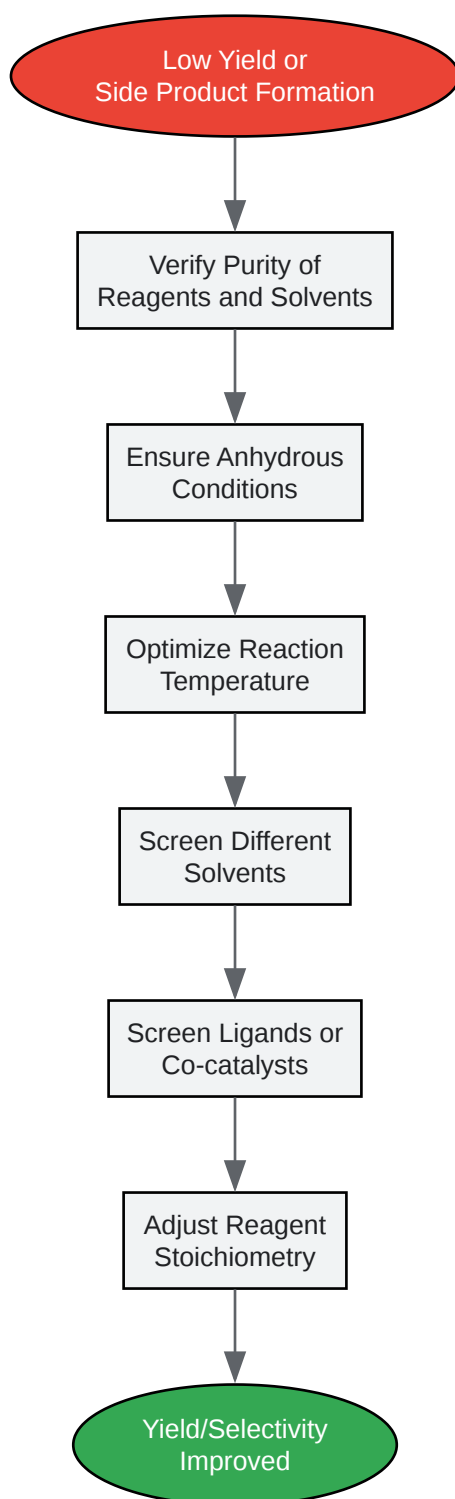 Low Yield or
Side Product Formation
Verify Purity of
Reagents and Solvents
Ensure Anhydrous
Conditions
Optimize Reaction
Temperature
Screen Different
Solvents
Screen Ligands or
Co-catalysts
Adjust Reagent
Stoichiometry
Yield/Selectivity
Improved